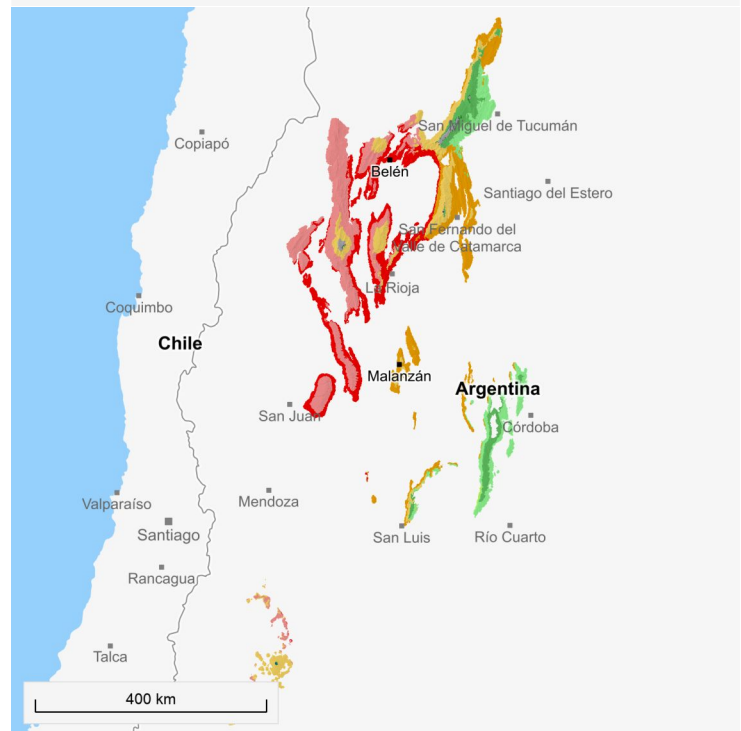 San Miguel de Tucumán
Copiapó
Belén
Santiago del Estero
San Fernando del
Valle de Catamarca
La Rioja
Coquimbo
Chile
Malanzán
Argentina
San Juan
Córdoba
Valparaíso
Mendoza
Santiago
San Luis
Río Cuarto
Rancagua
Talca
400 km